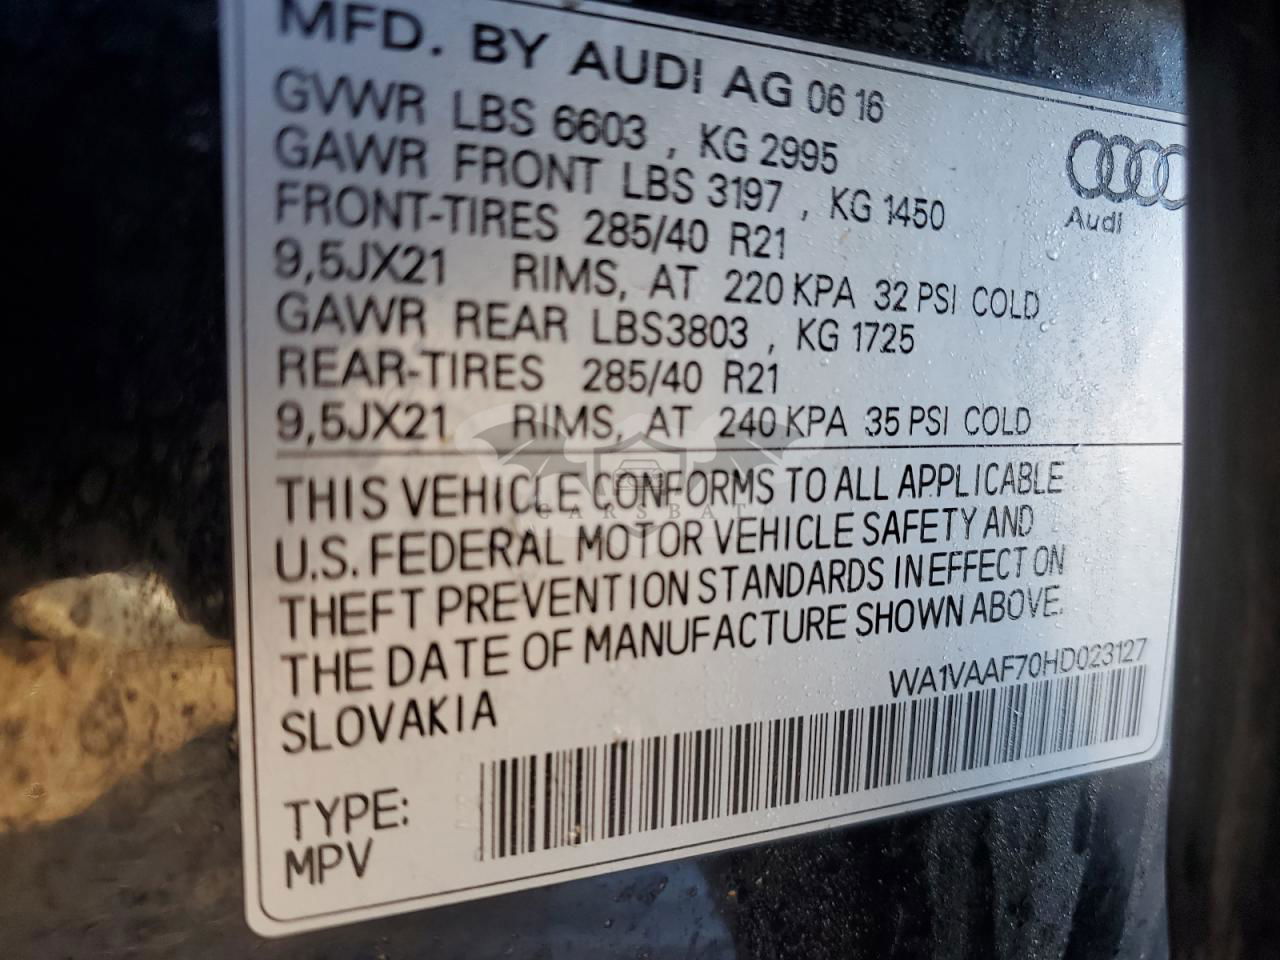 MFD. BY AUDI AG 06 16
GVWR LBS 6603 , KG 2995
GAWR FRONT LBS 3197 , KG 1450
FRONT-TIRES 285/40 R21
9,5JX21 RIMS, AT 220 KPA 32 PSI COLD
GAWR REAR LBS3803 , KG 1725
REAR-TIRES 285/40 R21
9,5JX21 RIMS, AT 240 KPA 35 PSI COLD
Audi
CARSBAT
THIS VEHICLE CONFORMS TO ALL APPLICABLE
U.S. FEDERAL MOTOR VEHICLE SAFETY AND
THEFT PREVENTION STANDARDS IN EFFECT ON
THE DATE OF MANUFACTURE SHOWN ABOVE.
WA1VAAF70HD023127
SLOVAKIA
TYPE:
MPV